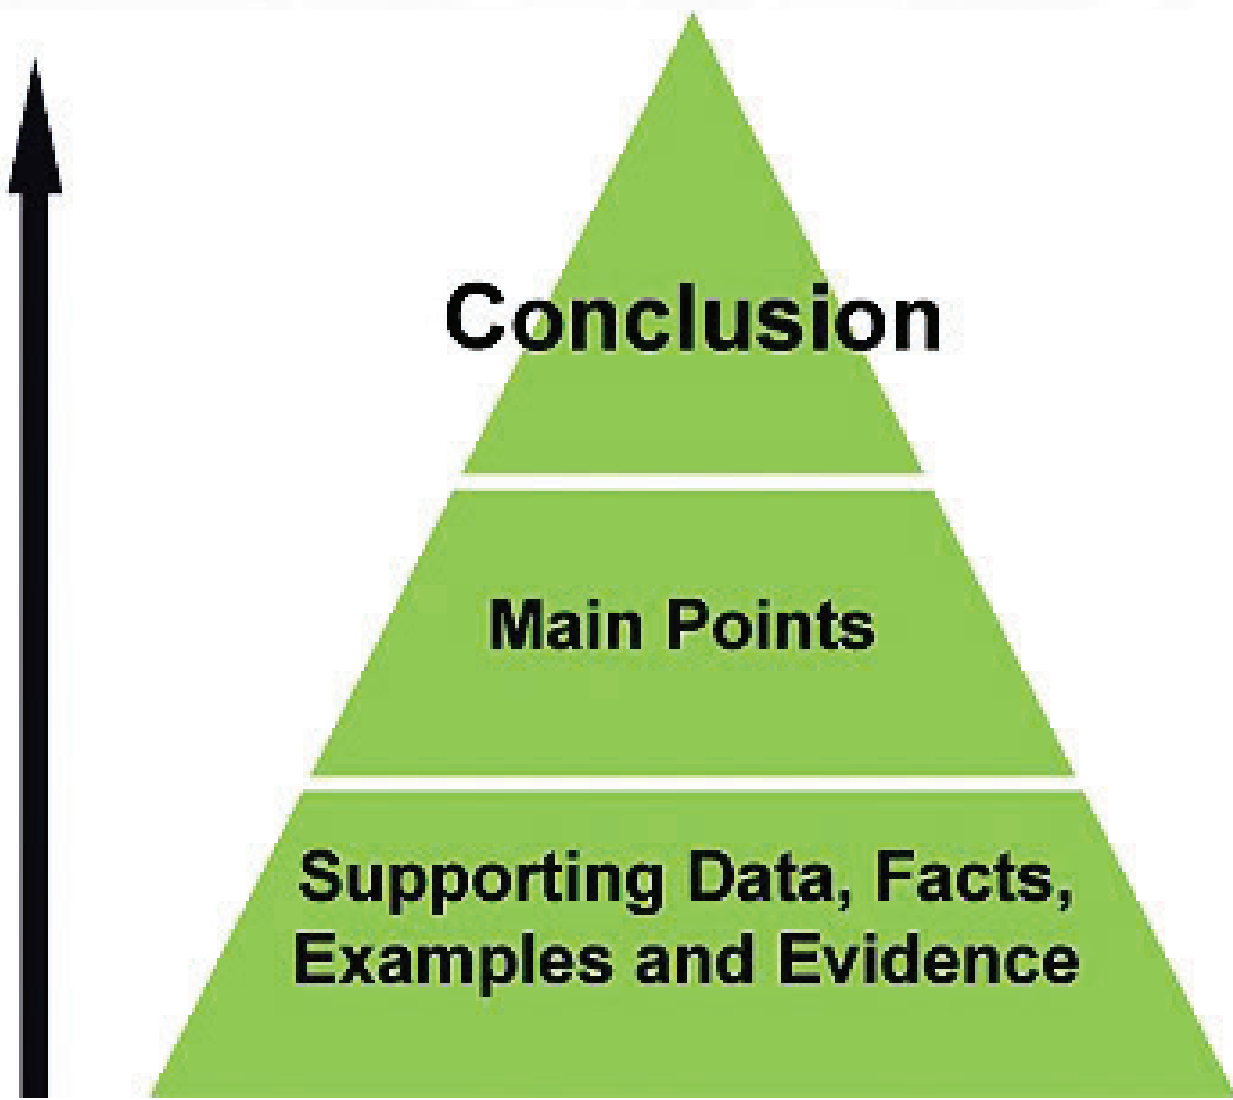 Conclusion
Main Points
Supporting Data, Facts,
Examples and Evidence